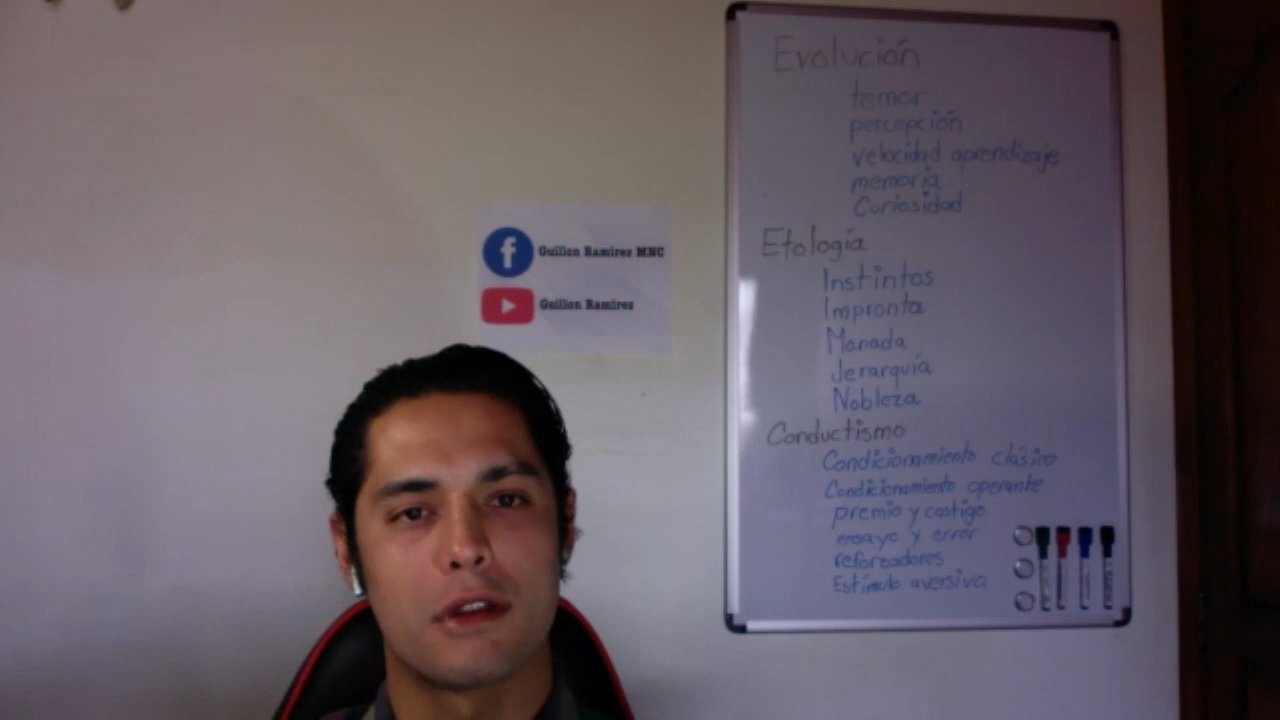 Guillon Ramirez MNC
Guillon Ramirez
Evolución
temor
percepción
velocidad aprendizaje
memoria
Curiosidad
Etología
Instintos
Impronta
Manada
Jerarquía
Nobleza
Conductismo
Condicionamiento clásico
Condicionamiento operante
premio y castigo
ensayo y error
reforzadores
Estímulo aversivo